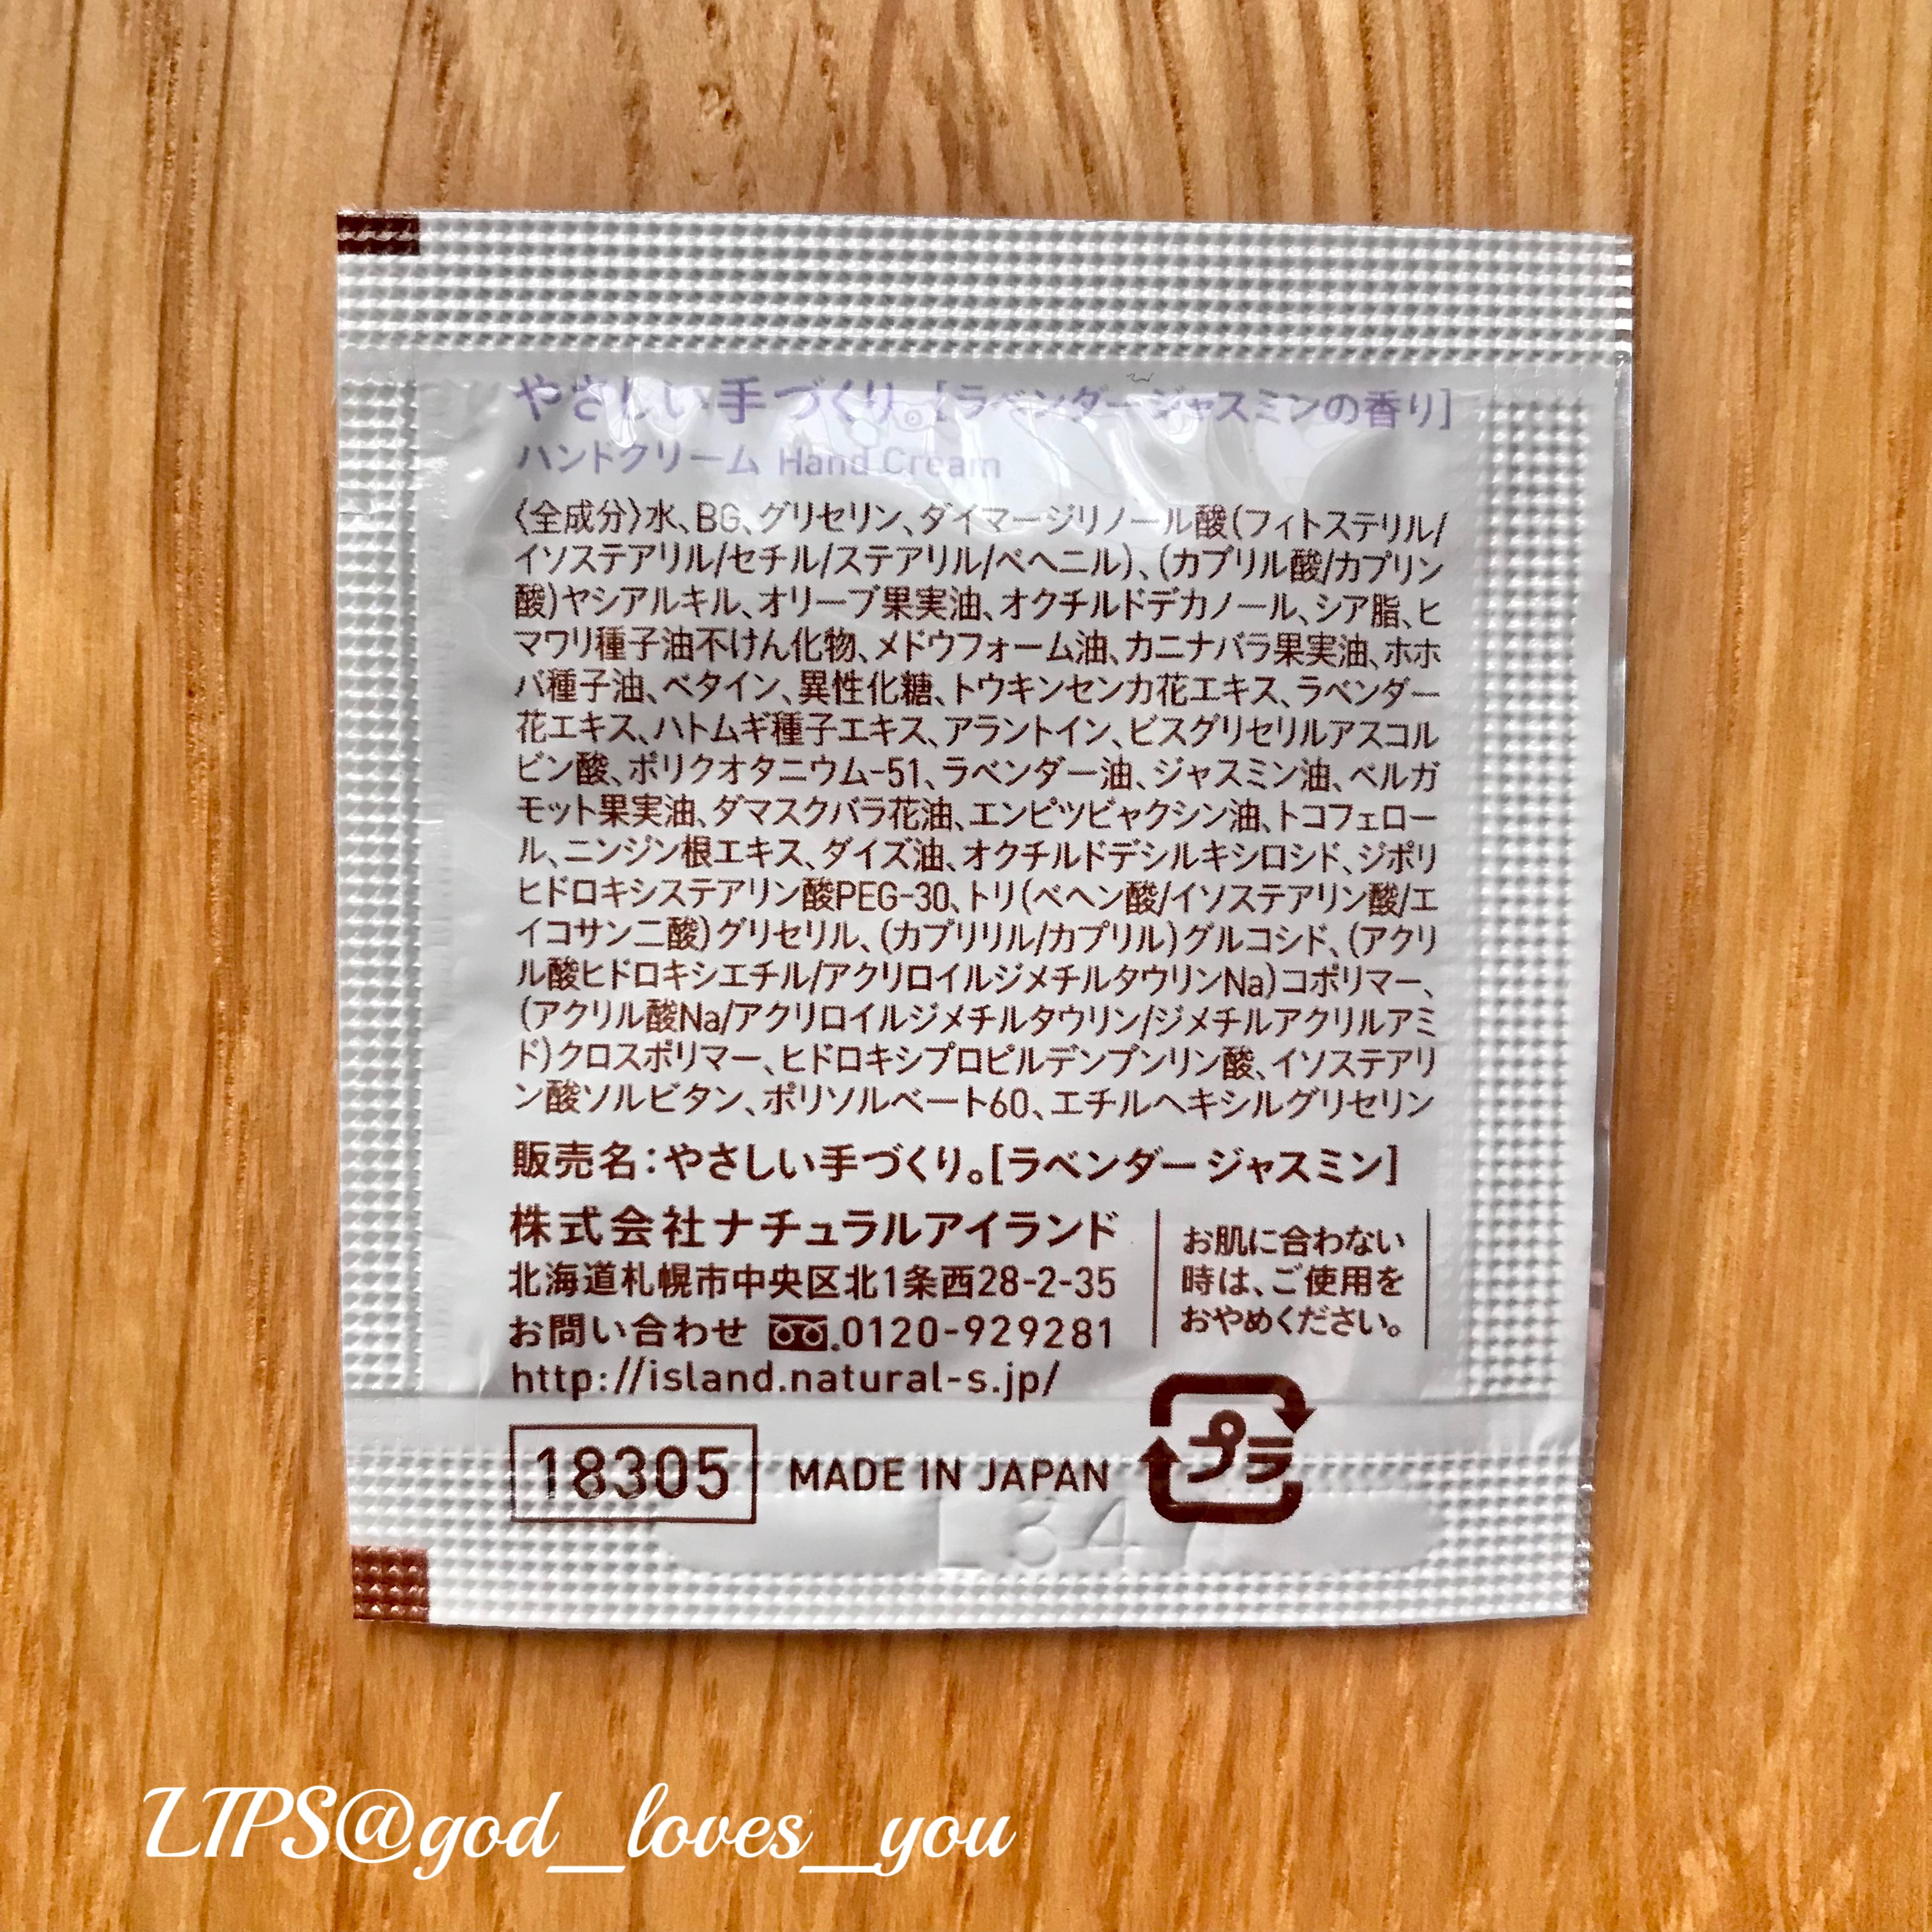 やさしい手づくり。[ラベンダージャスミンの香り]
ハンドクリーム Hand Cream
〈全成分〉水、BG、グリセリン、ダイマージリノール酸(フィトステリル/
イソステアリル/セチル/ステアリル/ベヘニル)、(カプリル酸/カプリン
酸)ヤシアルキル、オリーブ果実油、オクチルドデカノール、シア脂、ヒ
マワリ種子油不けん化物、メドウフォーム油、カニナバラ果実油、ホホ
バ種子油、ベタイン、異性化糖、トウキンセンカ花エキス、ラベンダー
花エキス、ハトムギ種子エキス、アラントイン、ビスグリセリルアスコル
ビン酸、ポリクオタニウム-51、ラベンダー油、ジャスミン油、ベルガ
モット果実油、ダマスクバラ花油、エンピツビャクシン油、トコフェロー
ル、ニンジン根エキス、ダイズ油、オクチルドデシルキシロシド、ジポリ
ヒドロキシステアリン酸PEG-30、トリ(ベヘン酸/イソステアリン酸/エ
イコサン二酸)グリセリル、(カプリリル/カプリル)グルコシド、(アクリ
ル酸ヒドロキシエチル/アクリロイルジメチルタウリンNa)コポリマー、
(アクリル酸Na/アクリロイルジメチルタウリン/ジメチルアクリルアミ
ド)クロスポリマー、ヒドロキシプロピルデンプンリン酸、イソステアリ
ン酸ソルビタン、ポリソルベート60、エチルヘキシルグリセリン
販売名：やさしい手づくり。[ラベンダージャスミン]
株式会社ナチュラルアイランド
北海道札幌市中央区北1条西28-2-35
お問い合わせ 0120-929281
http://island.natural-s.jp/
お肌に合わない
時は、ご使用を
おやめください。
18305 MADE IN JAPAN
プラ
L347
LIPS@god_loves_you